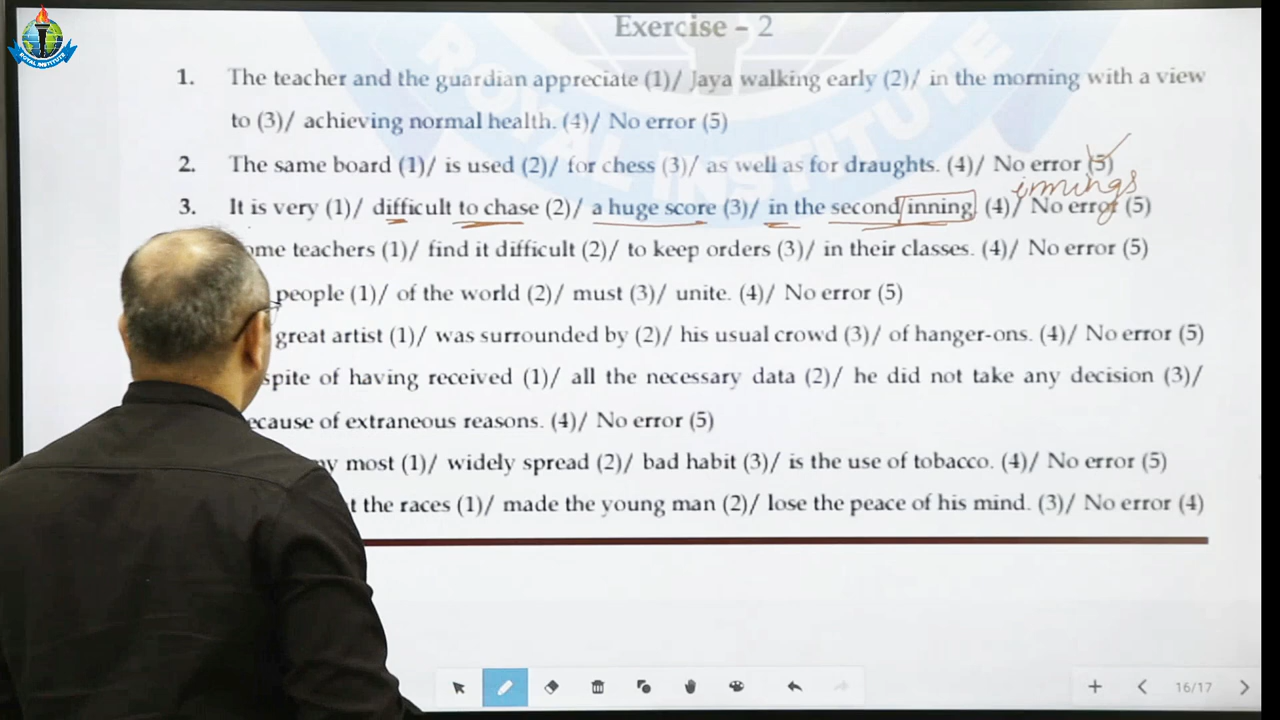 ROYAL INSTITUTE
Exercise – 2
ROYAL INSTITUTE
1. The teacher and the guardian appreciate (1)/ Jaya walking early (2)/ in the morning with a view
to (3)/ achieving normal health. (4)/ No error (5)
2. The same board (1)/ is used (2)/ for chess (3)/ as well as for draughts. (4)/ No error (5)
innings
3. It is very (1)/ difficult to chase (2)/ a huge score (3)/ in the second inning (4)/ No error (5)
teachers (1)/ find it difficult (2)/ to keep orders (3)/ in their classes. (4)/ No error (5)
people (1)/ of the world (2)/ must (3)/ unite. (4)/ No error (5)
great artist (1)/ was surrounded by (2)/ his usual crowd (3)/ of hanger-ons. (4)/ No error (5)
of having received (1)/ all the necessary data (2)/ he did not take any decision (3)/
of extraneous reasons. (4)/ No error (5)
most (1)/ widely spread (2)/ bad habit (3)/ is the use of tobacco. (4)/ No error (5)
the races (1)/ made the young man (2)/ lose the peace of his mind. (3)/ No error (4)
16/17